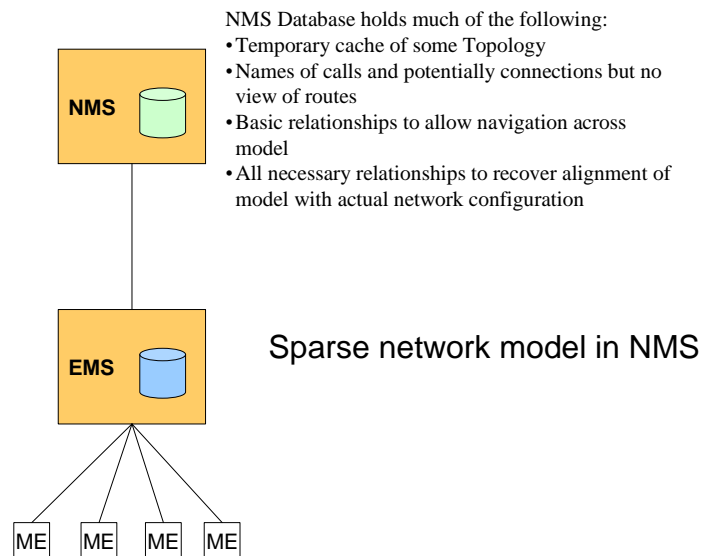 NMS Database holds much of the following:
•Temporary cache of some Topology
•Names of calls and potentially connections but no
view of routes
•Basic relationships to allow navigation across
model
•All necessary relationships to recover alignment of
model with actual network configuration
NMS
EMS
Sparse network model in NMS
ME
ME
ME
ME